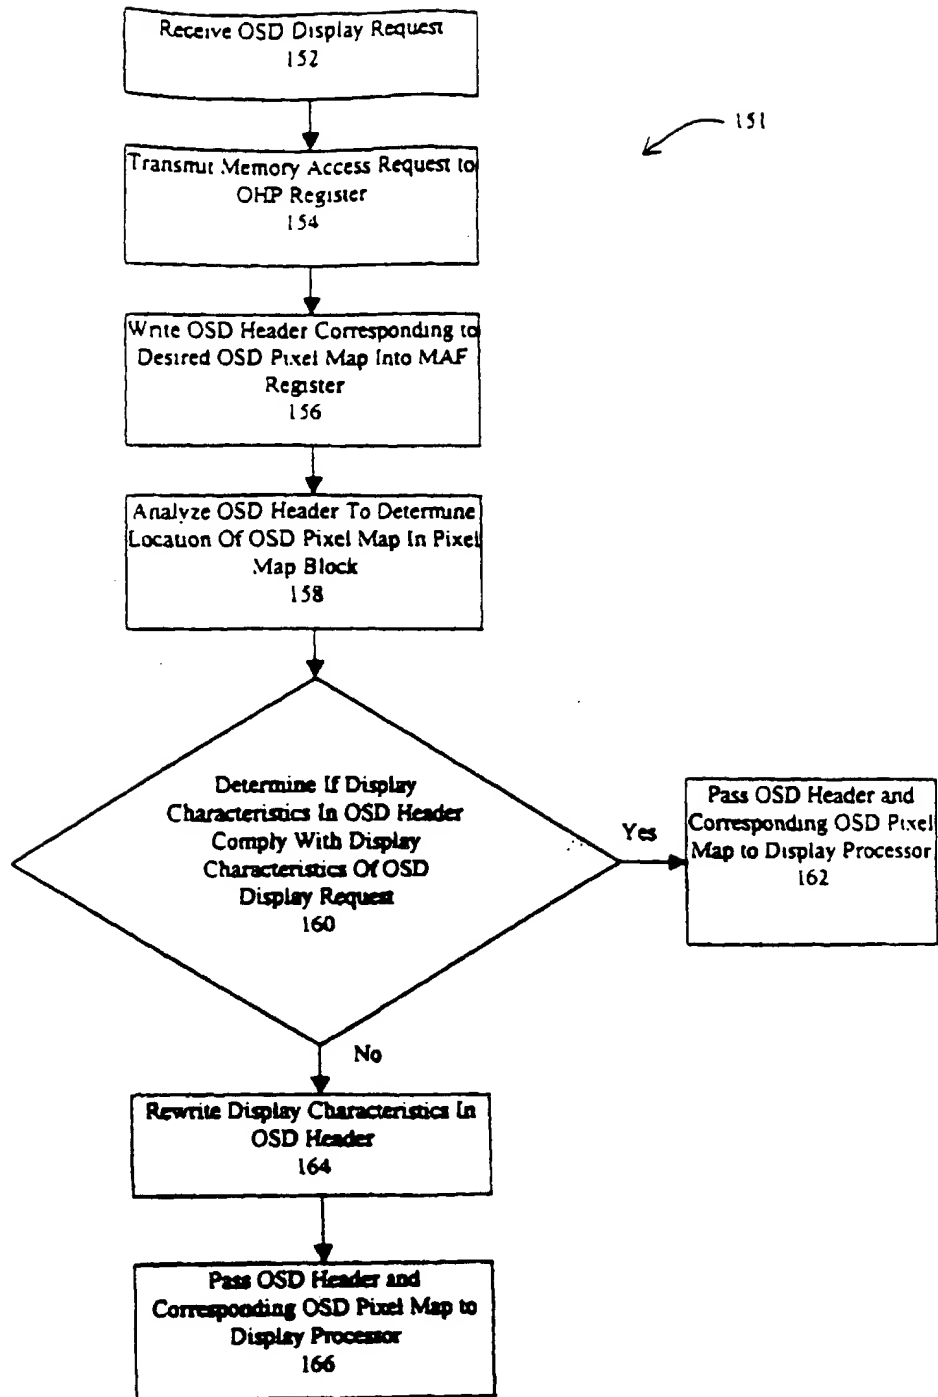 Receive OSD Display Request
152
151
Transmit Memory Access Request to
OHP Register
154
Write OSD Header Corresponding to
Desired OSD Pixel Map Into MAF
Register
156
Analyze OSD Header To Determine
Location Of OSD Pixel Map In Pixel
Map Block
158
Determine If Display
Characteristics In OSD Header
Comply With Display
Characteristics Of OSD
Display Request
160
Yes
Pass OSD Header and
Corresponding OSD Pixel
Map to Display Processor
162
No
Rewrite Display Characteristics In
OSD Header
164
Pass OSD Header and
Corresponding OSD Pixel Map to
Display Processor
166